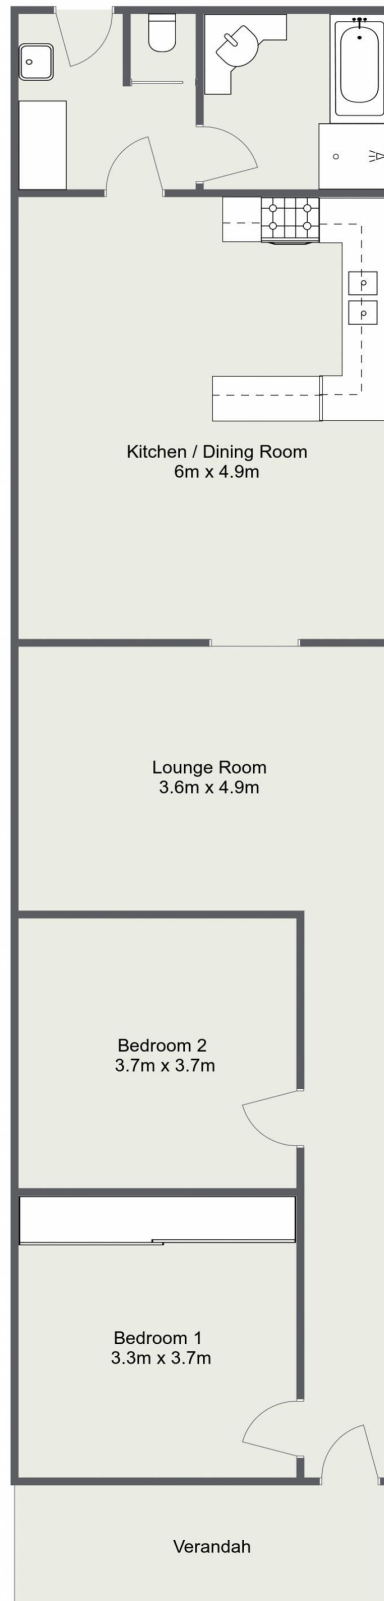 Kitchen / Dining Room
6m x 4.9m
Lounge Room
3.6m x 4.9m
Bedroom 2
3.7m x 3.7m
Bedroom 1
3.3m x 3.7m
Verandah